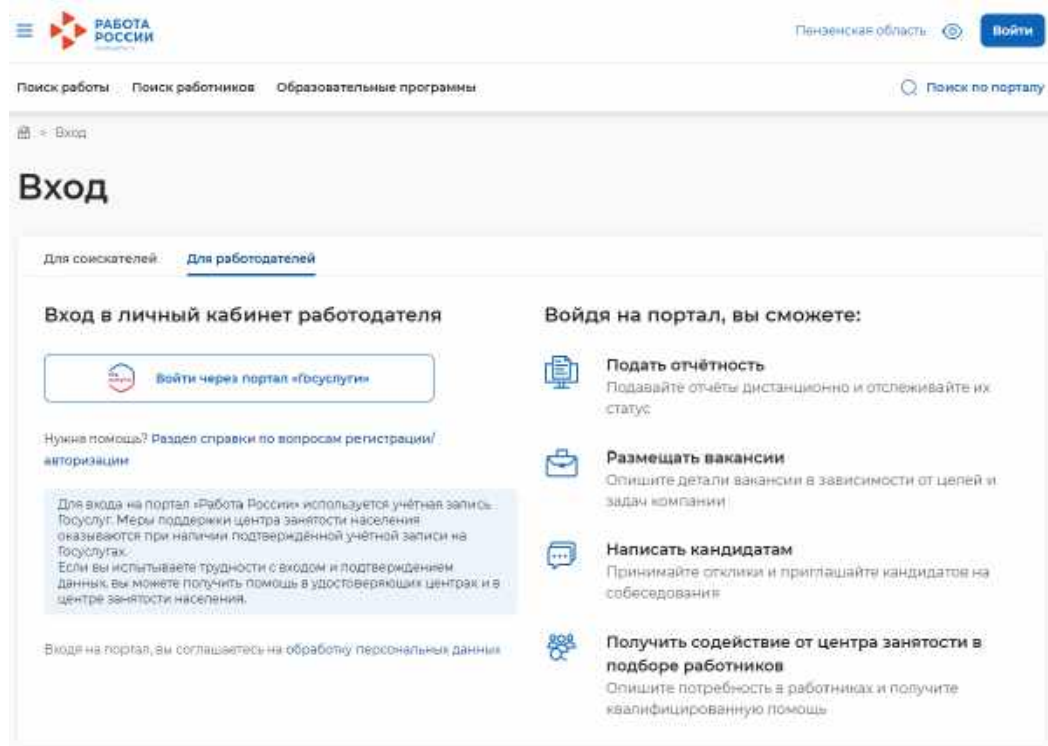 РАБОТА
РОССИИ
Пензенская область
Войти
Поиск работы Поиск работников Образовательные программы
Поиск по порталу
Вход
Вход
Для соискателей Для работодателей
Вход в личный кабинет работодателя
Войти через портал «Госуслуги»
Нужна помощь? Раздел справки по вопросам регистрации/
авторизации
Для входа на портал «Работа России» используется учётная запись
Госуслуг. Меры поддержки центра занятости населения
оказываются при наличии подтверждённой учётной записи на
Госуслугах.
Если вы испытываете трудности с входом и подтверждением
данных, вы можете получить помощь в удостоверяющих центрах и в
центре занятости населения.
Входя на портал, вы соглашаетесь на обработку персональных данных
Войдя на портал, вы сможете:
Подать отчётность
Подавайте отчёты дистанционно и отслеживайте их
статус
Размещать вакансии
Опишите детали вакансии в зависимости от целей и
задач компании
Написать кандидатам
Принимайте отклики и приглашайте кандидатов на
собеседования
Получить содействие от центра занятости в
подборе работников
Опишите потребность в работниках и получите
квалифицированную помощь